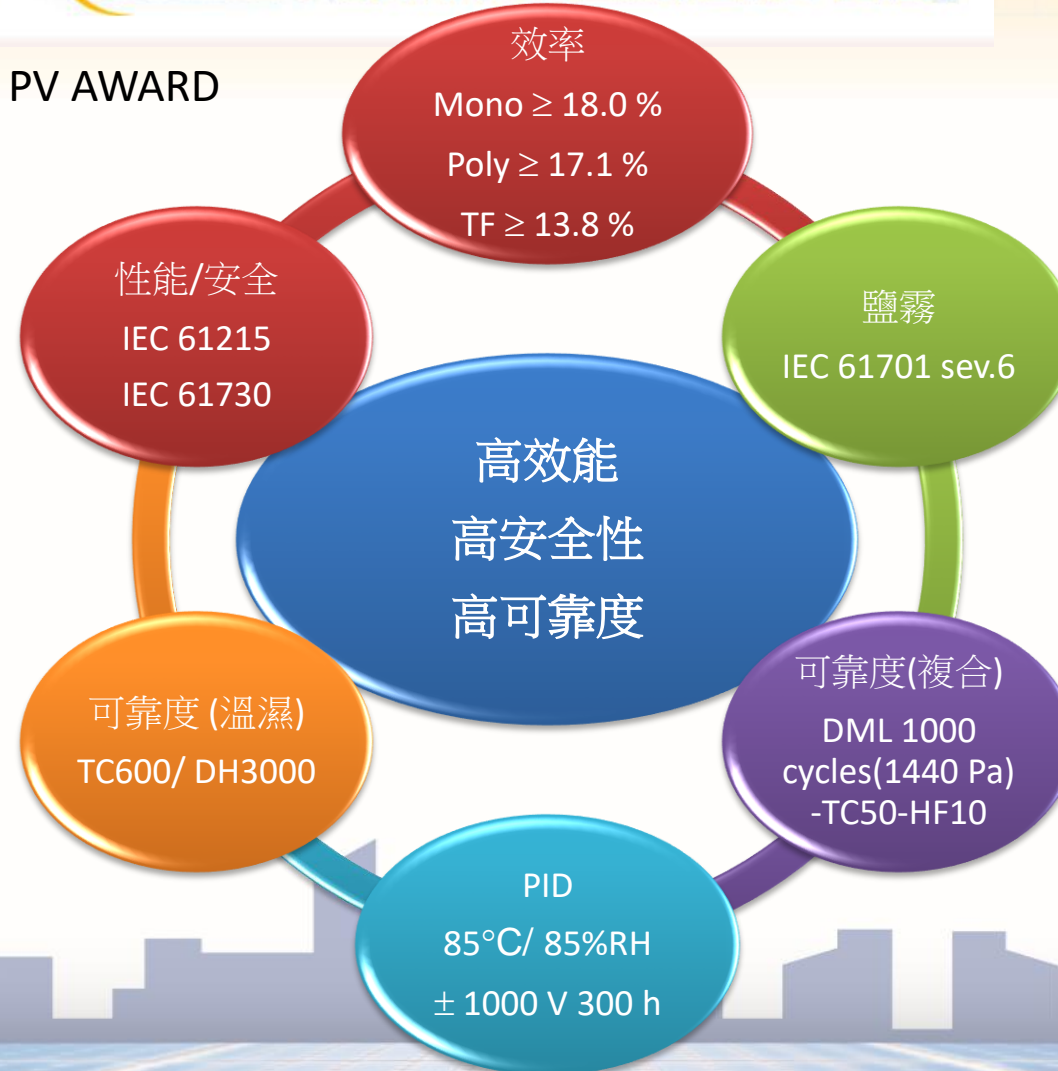 PV AWARD
效率
Mono ≥ 18.0 %
Poly ≥ 17.1 %
TF ≥ 13.8 %
性能/安全
IEC 61215
IEC 61730
鹽霧
IEC 61701 sev.6
高效能
高安全性
高可靠度
可靠度 (溫濕)
TC600/ DH3000
可靠度(複合)
DML 1000
cycles(1440 Pa)
-TC50-HF10
PID
85°C/ 85%RH
± 1000 V 300 h